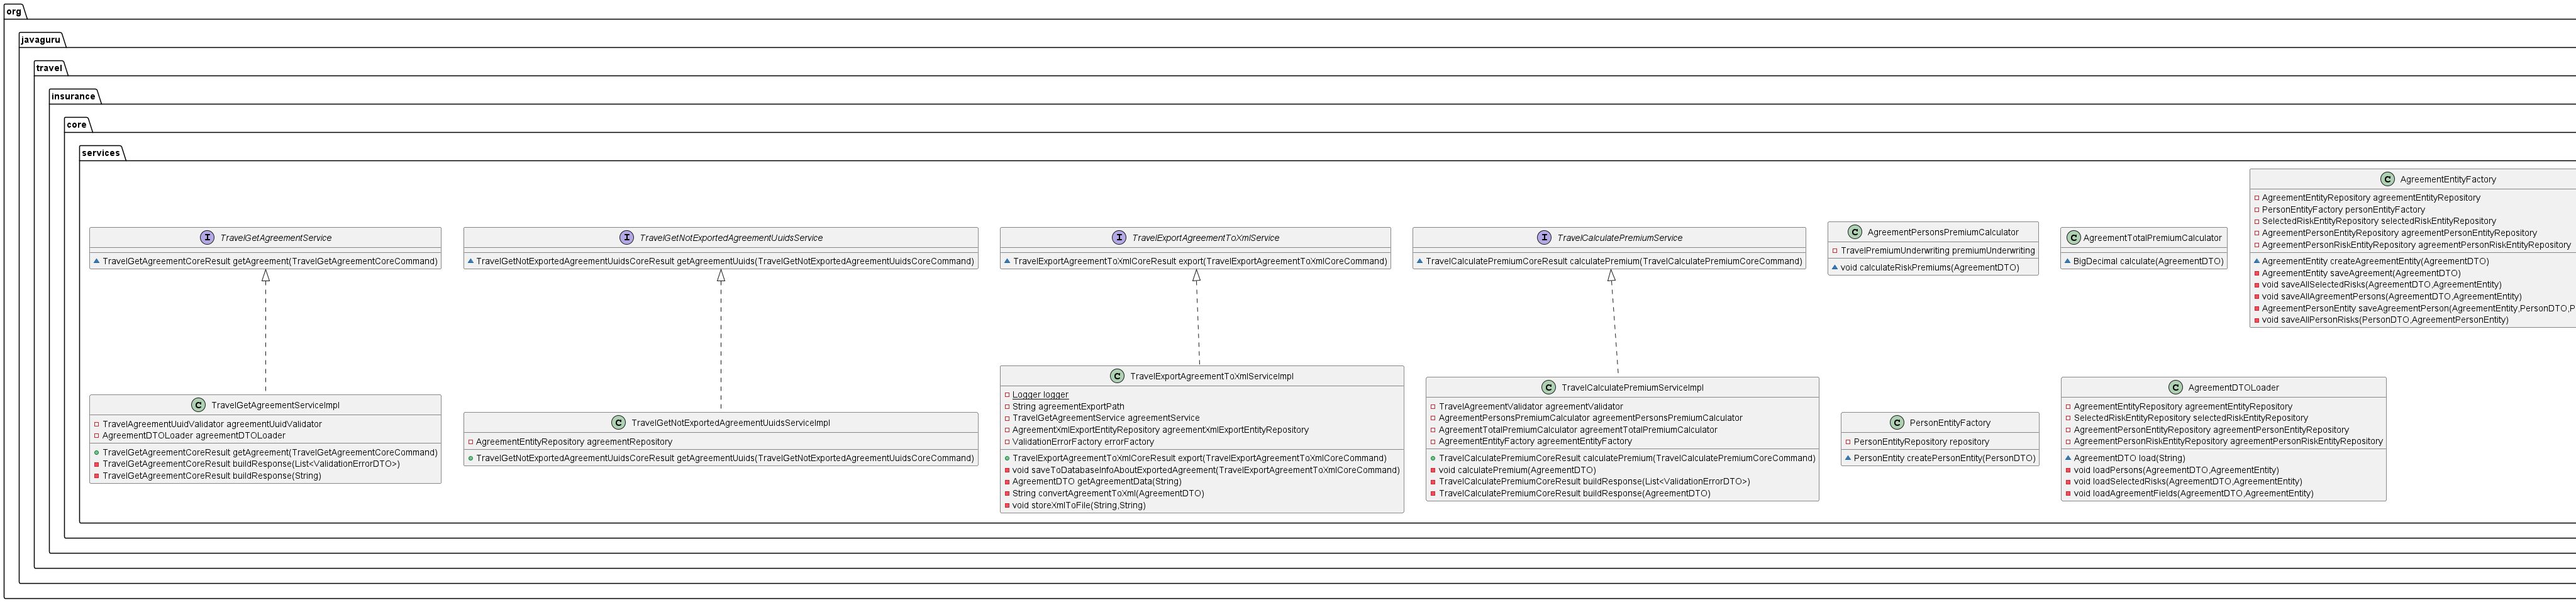 org
javaguru
travel
insurance
core
services
I TravelGetAgreementService
TravelGetAgreementCoreResult getAgreement(TravelGetAgreementCoreCommand)
I TravelGetNotExportedAgreementUuidsService
TravelGetNotExportedAgreementUuidsCoreResult getAgreementUuids(TravelGetNotExportedAgreementUuidsCoreCommand)
I TravelExportAgreementToXmlService
TravelExportAgreementToXmlCoreResult export(TravelExportAgreementToXmlCoreCommand)
I TravelCalculatePremiumService
TravelCalculatePremiumCoreResult calculatePremium(TravelCalculatePremiumCoreCommand)
C AgreementPersonsPremiumCalculator
TravelPremiumUnderwriting premiumUnderwriting
void calculateRiskPremiums(AgreementDTO)
C AgreementTotalPremiumCalculator
BigDecimal calculate(AgreementDTO)
C AgreementEntityFactory
AgreementEntityRepository agreementEntityRepository
PersonEntityFactory personEntityFactory
SelectedRiskEntityRepository selectedRiskEntityRepository
AgreementPersonEntityRepository agreementPersonEntityRepository
AgreementPersonRiskEntityRepository agreementPersonRiskEntityRepository
AgreementEntity createAgreementEntity(AgreementDTO)
AgreementEntity saveAgreement(AgreementDTO)
void saveAllSelectedRisks(AgreementDTO,AgreementEntity)
void saveAllAgreementPersons(AgreementDTO,AgreementEntity)
AgreementPersonEntity saveAgreementPerson(AgreementEntity,PersonDTO,P
void saveAllPersonRisks(PersonDTO,AgreementPersonEntity)
C TravelGetAgreementServiceImpl
TravelAgreementUuidValidator agreementUuidValidator
AgreementDTOLoader agreementDTOLoader
TravelGetAgreementCoreResult getAgreement(TravelGetAgreementCoreCommand)
TravelGetAgreementCoreResult buildResponse(List<ValidationErrorDTO>)
TravelGetAgreementCoreResult buildResponse(String)
C TravelGetNotExportedAgreementUuidsServiceImpl
AgreementEntityRepository agreementRepository
TravelGetNotExportedAgreementUuidsCoreResult getAgreementUuids(TravelGetNotExportedAgreementUuidsCoreCommand)
C TravelExportAgreementToXmlServiceImpl
Logger logger
String agreementExportPath
TravelGetAgreementService agreementService
AgreementXmlExportEntityRepository agreementXmlExportEntityRepository
ValidationErrorFactory errorFactory
TravelExportAgreementToXmlCoreResult export(TravelExportAgreementToXmlCoreCommand)
void saveToDatabaseInfoAboutExportedAgreement(TravelExportAgreementToXmlCoreCommand)
AgreementDTO getAgreementData(String)
String convertAgreementToXml(AgreementDTO)
void storeXmlToFile(String,String)
C TravelCalculatePremiumServiceImpl
TravelAgreementValidator agreementValidator
AgreementPersonsPremiumCalculator agreementPersonsPremiumCalculator
AgreementTotalPremiumCalculator agreementTotalPremiumCalculator
AgreementEntityFactory agreementEntityFactory
TravelCalculatePremiumCoreResult calculatePremium(TravelCalculatePremiumCoreCommand)
void calculatePremium(AgreementDTO)
TravelCalculatePremiumCoreResult buildResponse(List<ValidationErrorDTO>)
TravelCalculatePremiumCoreResult buildResponse(AgreementDTO)
C PersonEntityFactory
PersonEntityRepository repository
PersonEntity createPersonEntity(PersonDTO)
C AgreementDTOLoader
AgreementEntityRepository agreementEntityRepository
SelectedRiskEntityRepository selectedRiskEntityRepository
AgreementPersonEntityRepository agreementPersonEntityRepository
AgreementPersonRiskEntityRepository agreementPersonRiskEntityRepository
AgreementDTO load(String)
void loadPersons(AgreementDTO,AgreementEntity)
void loadSelectedRisks(AgreementDTO,AgreementEntity)
void loadAgreementFields(AgreementDTO,AgreementEntity)